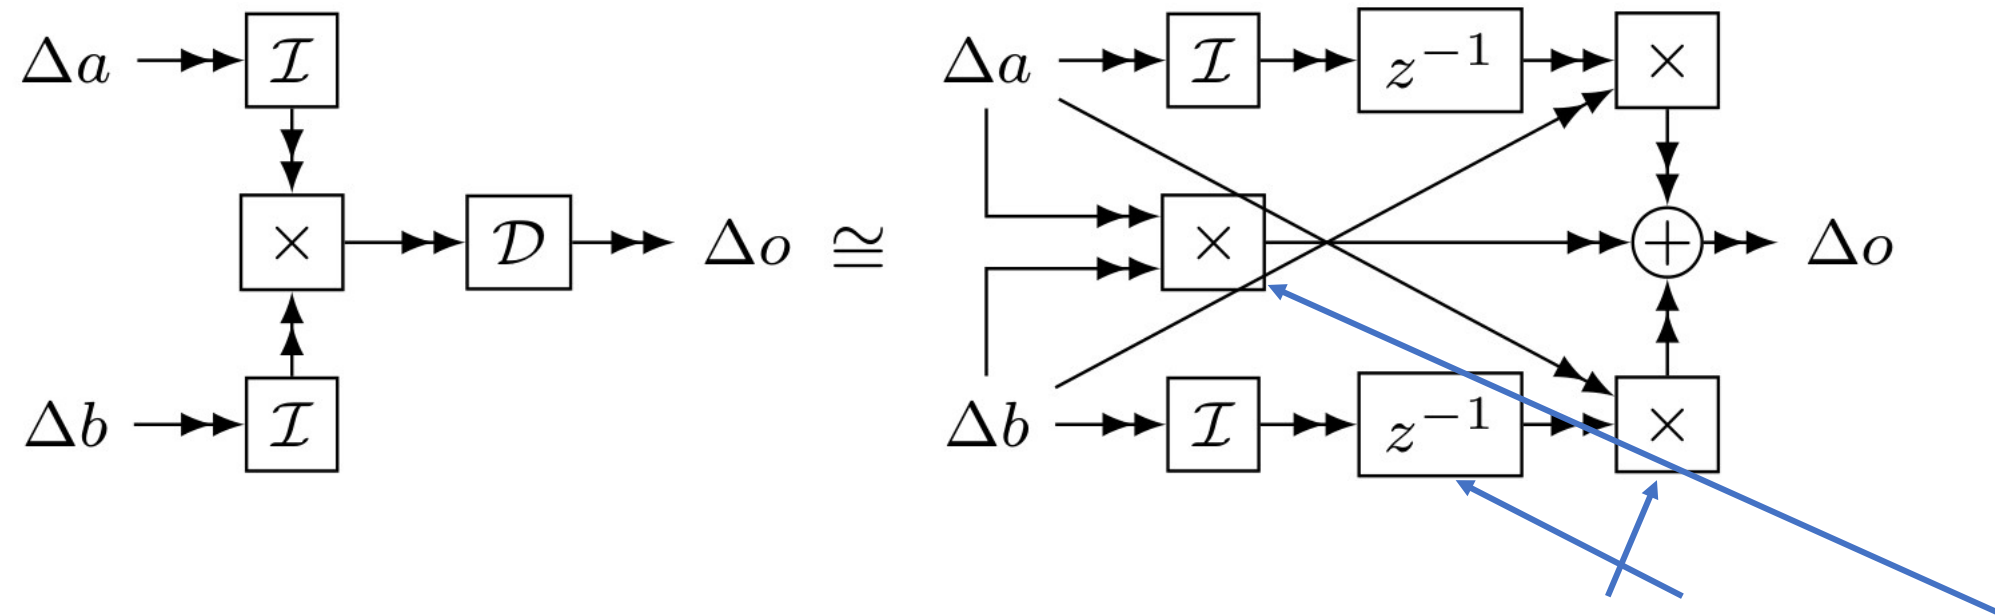 Δa ℐ Δa ℐ z⁻¹ ×
× 𝒟 Δo ≅ × + Δo
Δb ℐ Δb ℐ z⁻¹ ×